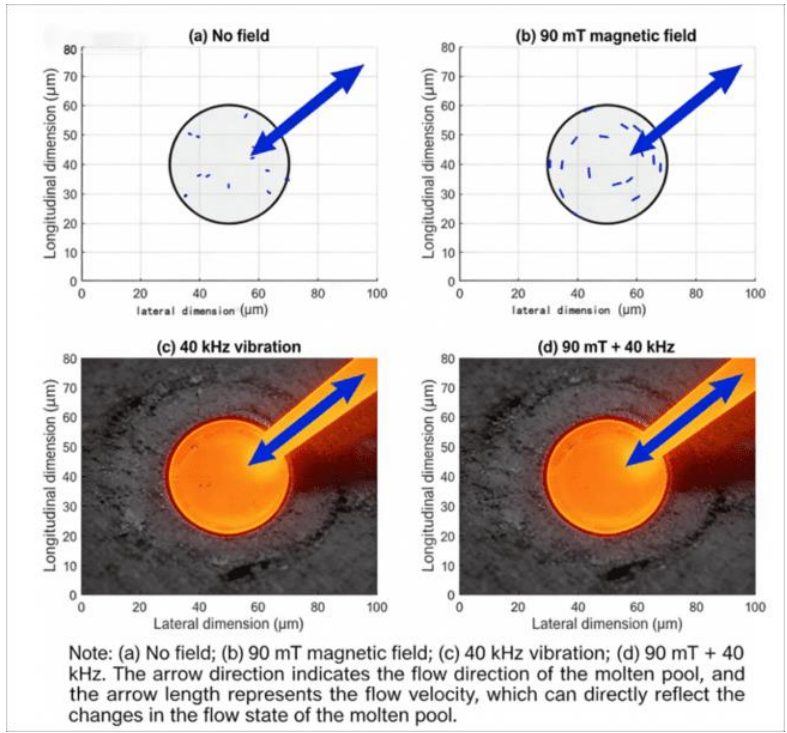 (a) No field
(b) 90 mT magnetic field
80
70
60
50
40
30
20
10
0
Longitudinal dimension (μm)
0 20 40 60 80 100
lateral dimension (μm)
80
70
60
50
40
30
20
10
0
Longitudinal dimension (μm)
0 20 40 60 80 100
lateral dimension (μm)
(c) 40 kHz vibration
(d) 90 mT + 40 kHz
80
70
60
50
40
30
20
10
0
Longitudinal dimension (μm)
0 20 40 60 80 100
Lateral dimension (μm)
80
70
60
50
40
30
20
10
0
Longitudinal dimension (μm)
0 20 40 60 80 100
Lateral dimension (μm)
Note: (a) No field; (b) 90 mT magnetic field; (c) 40 kHz vibration; (d) 90 mT + 40
kHz. The arrow direction indicates the flow direction of the molten pool, and
the arrow length represents the flow velocity, which can directly reflect the
changes in the flow state of the molten pool.